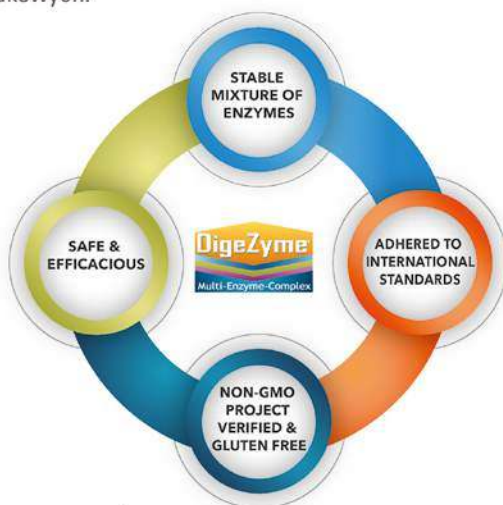 STABLE
MIXTURE OF
ENZYMES
SAFE &
EFFICACIOUS
DigeZyme
Multi-Enzyme-Complex
ADHERED TO
INTERNATIONAL
STANDARDS
NON-GMO
PROJECT
VERIFIED &
GLUTEN FREE